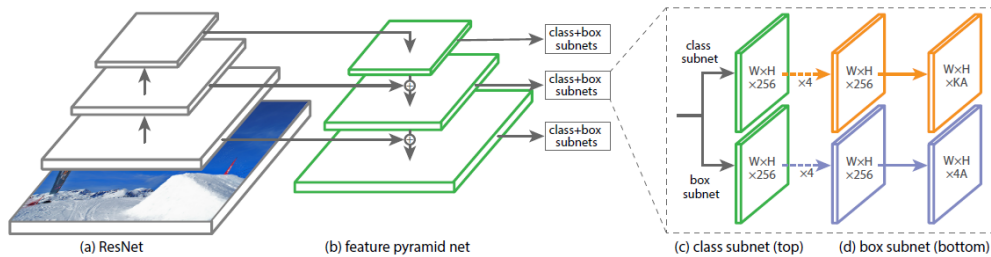 class+box
subnets
class+box
subnets
class+box
subnets
class
subnet
W×H
×256
×4
W×H
×256
W×H
×KA
box
subnet
W×H
×256
×4
W×H
×256
W×H
×4A
(a) ResNet
(b) feature pyramid net
(c) class subnet (top)
(d) box subnet (bottom)